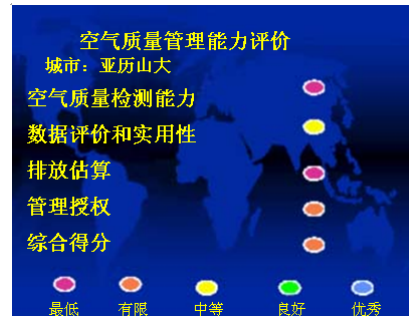 空气质量管理能力评价
城市：亚历山大
空气质量检测能力
数据评价和实用性
排放估算
管理授权
综合得分
最低 有限 中等 良好 优秀